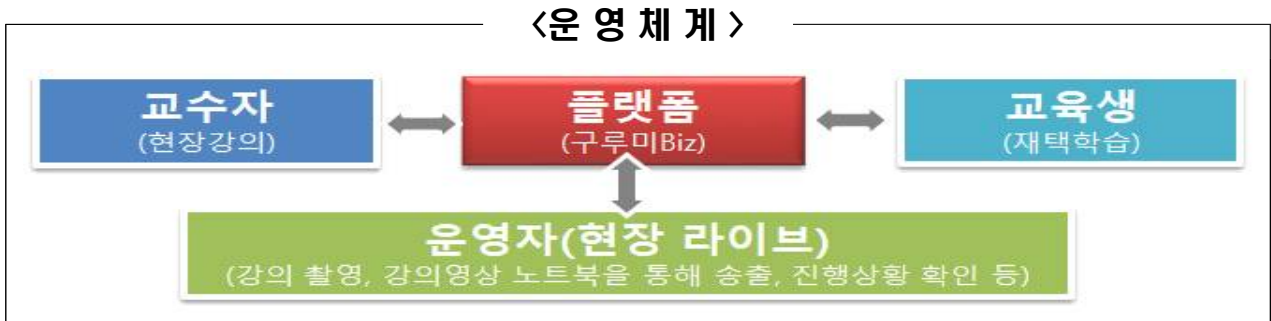 <운 영 체 계>
교수자
(현장강의)
플랫폼
(구루미Biz)
교육생
(재택학습)
운영자(현장 라이브)
(강의 촬영, 강의영상 노트북을 통해 송출, 진행상황 확인 등)